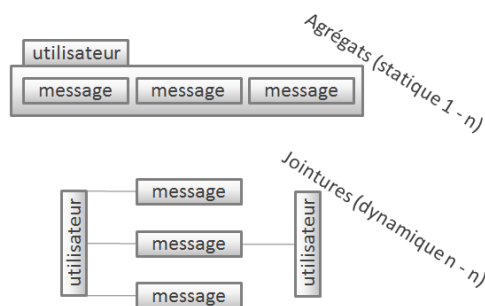 utilisateur
message message message
Agrégats (statique 1 - n)
message
utilisateur
message
utilisateur
message
Jointures (dynamique n - n)